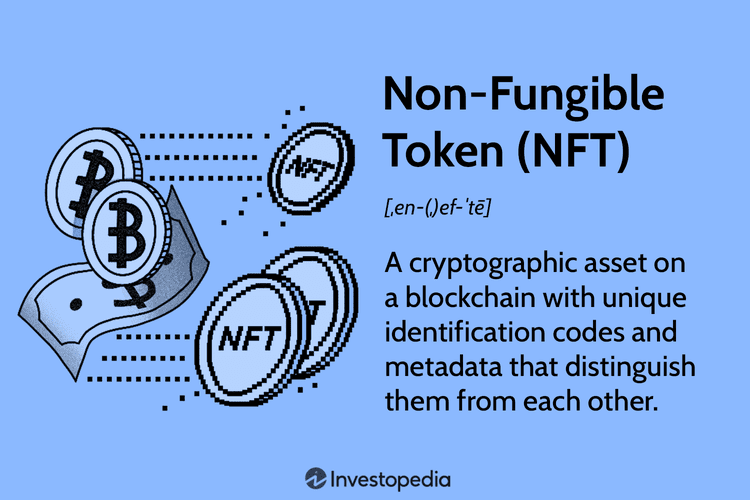 Non-Fungible
Token (NFT)
[ˌen-(ˌ)ef-ˈtē]
A cryptographic asset on
a blockchain with unique
identification codes and
metadata that distinguish
them from each other.
NFT
NFT
Investopedia